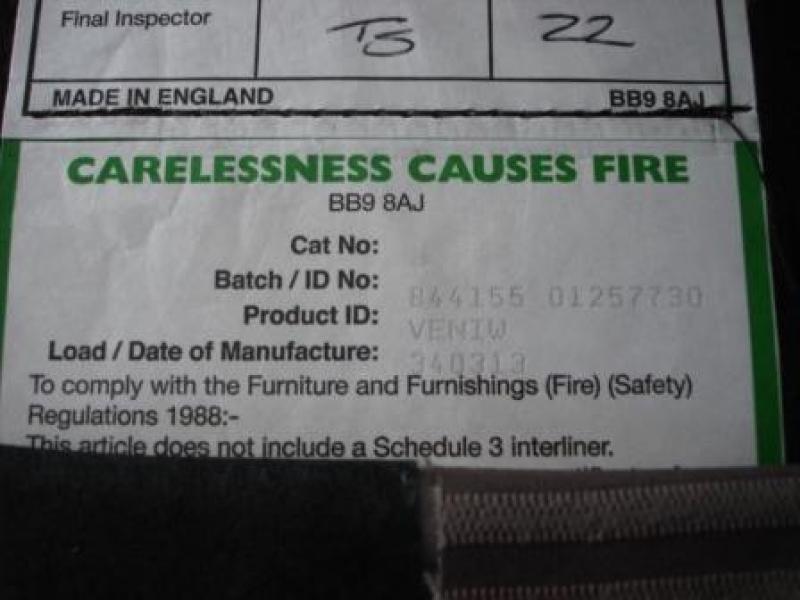 Final Inspector TS 22
MADE IN ENGLAND BB9 8AJ
CARELESSNESS CAUSES FIRE
BB9 8AJ
Cat No:
Batch / ID No: 844155 01257730
Product ID: VENIW
Load / Date of Manufacture: 340313
To comply with the Furniture and Furnishings (Fire) (Safety)
Regulations 1988:-
This article does not include a Schedule 3 interliner.